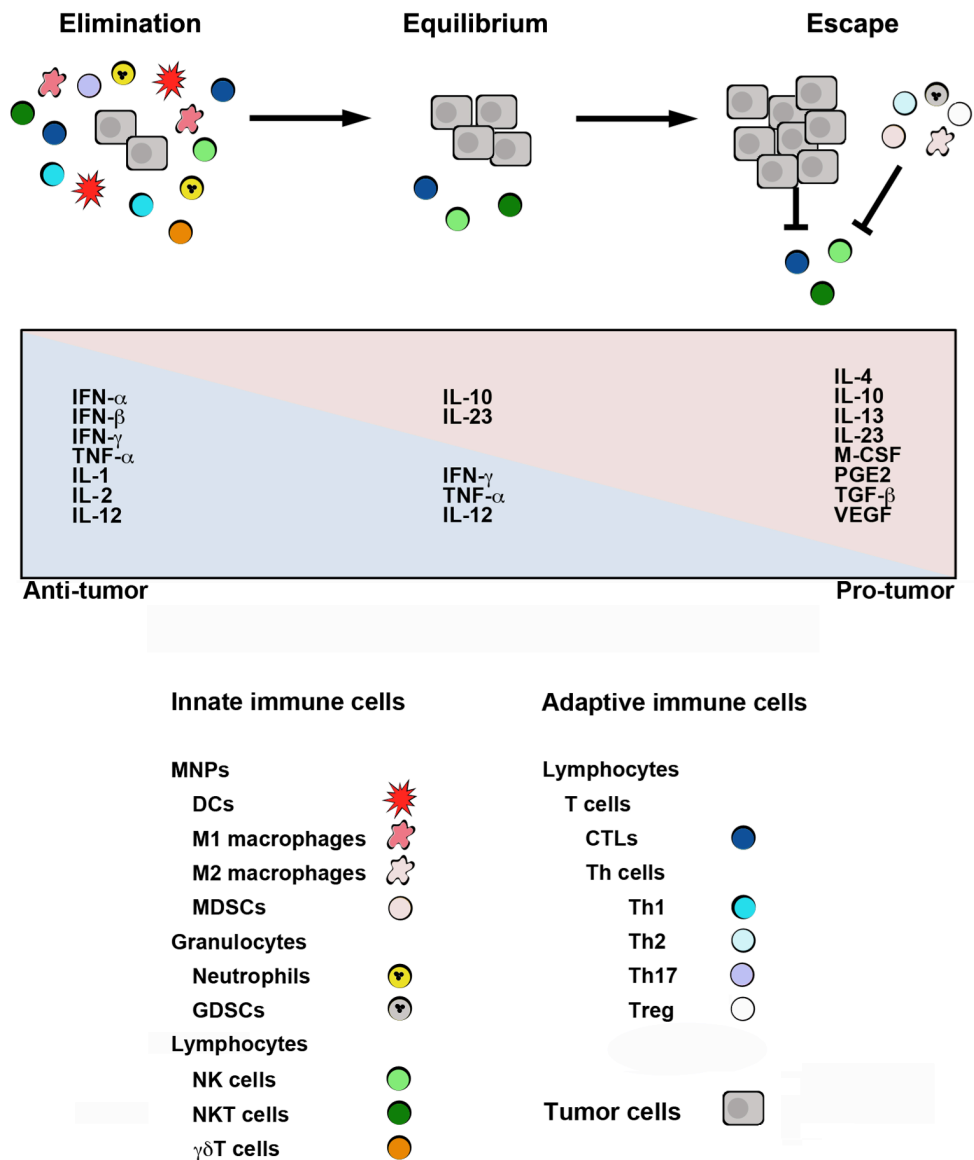 Elimination
Equilibrium
Escape
IFN-α
IFN-β
IFN-γ
TNF-α
IL-1
IL-2
IL-12
IL-10
IL-23
IFN-γ
TNF-α
IL-12
IL-4
IL-10
IL-13
IL-23
M-CSF
PGE2
TGF-β
VEGF
Anti-tumor
Pro-tumor
Innate immune cells
MNPs
DCs
M1 macrophages
M2 macrophages
MDSCs
Granulocytes
Neutrophils
GDSCs
Lymphocytes
NK cells
NKT cells
γδT cells
Adaptive immune cells
Lymphocytes
T cells
CTLs
Th cells
Th1
Th2
Th17
Treg
Tumor cells